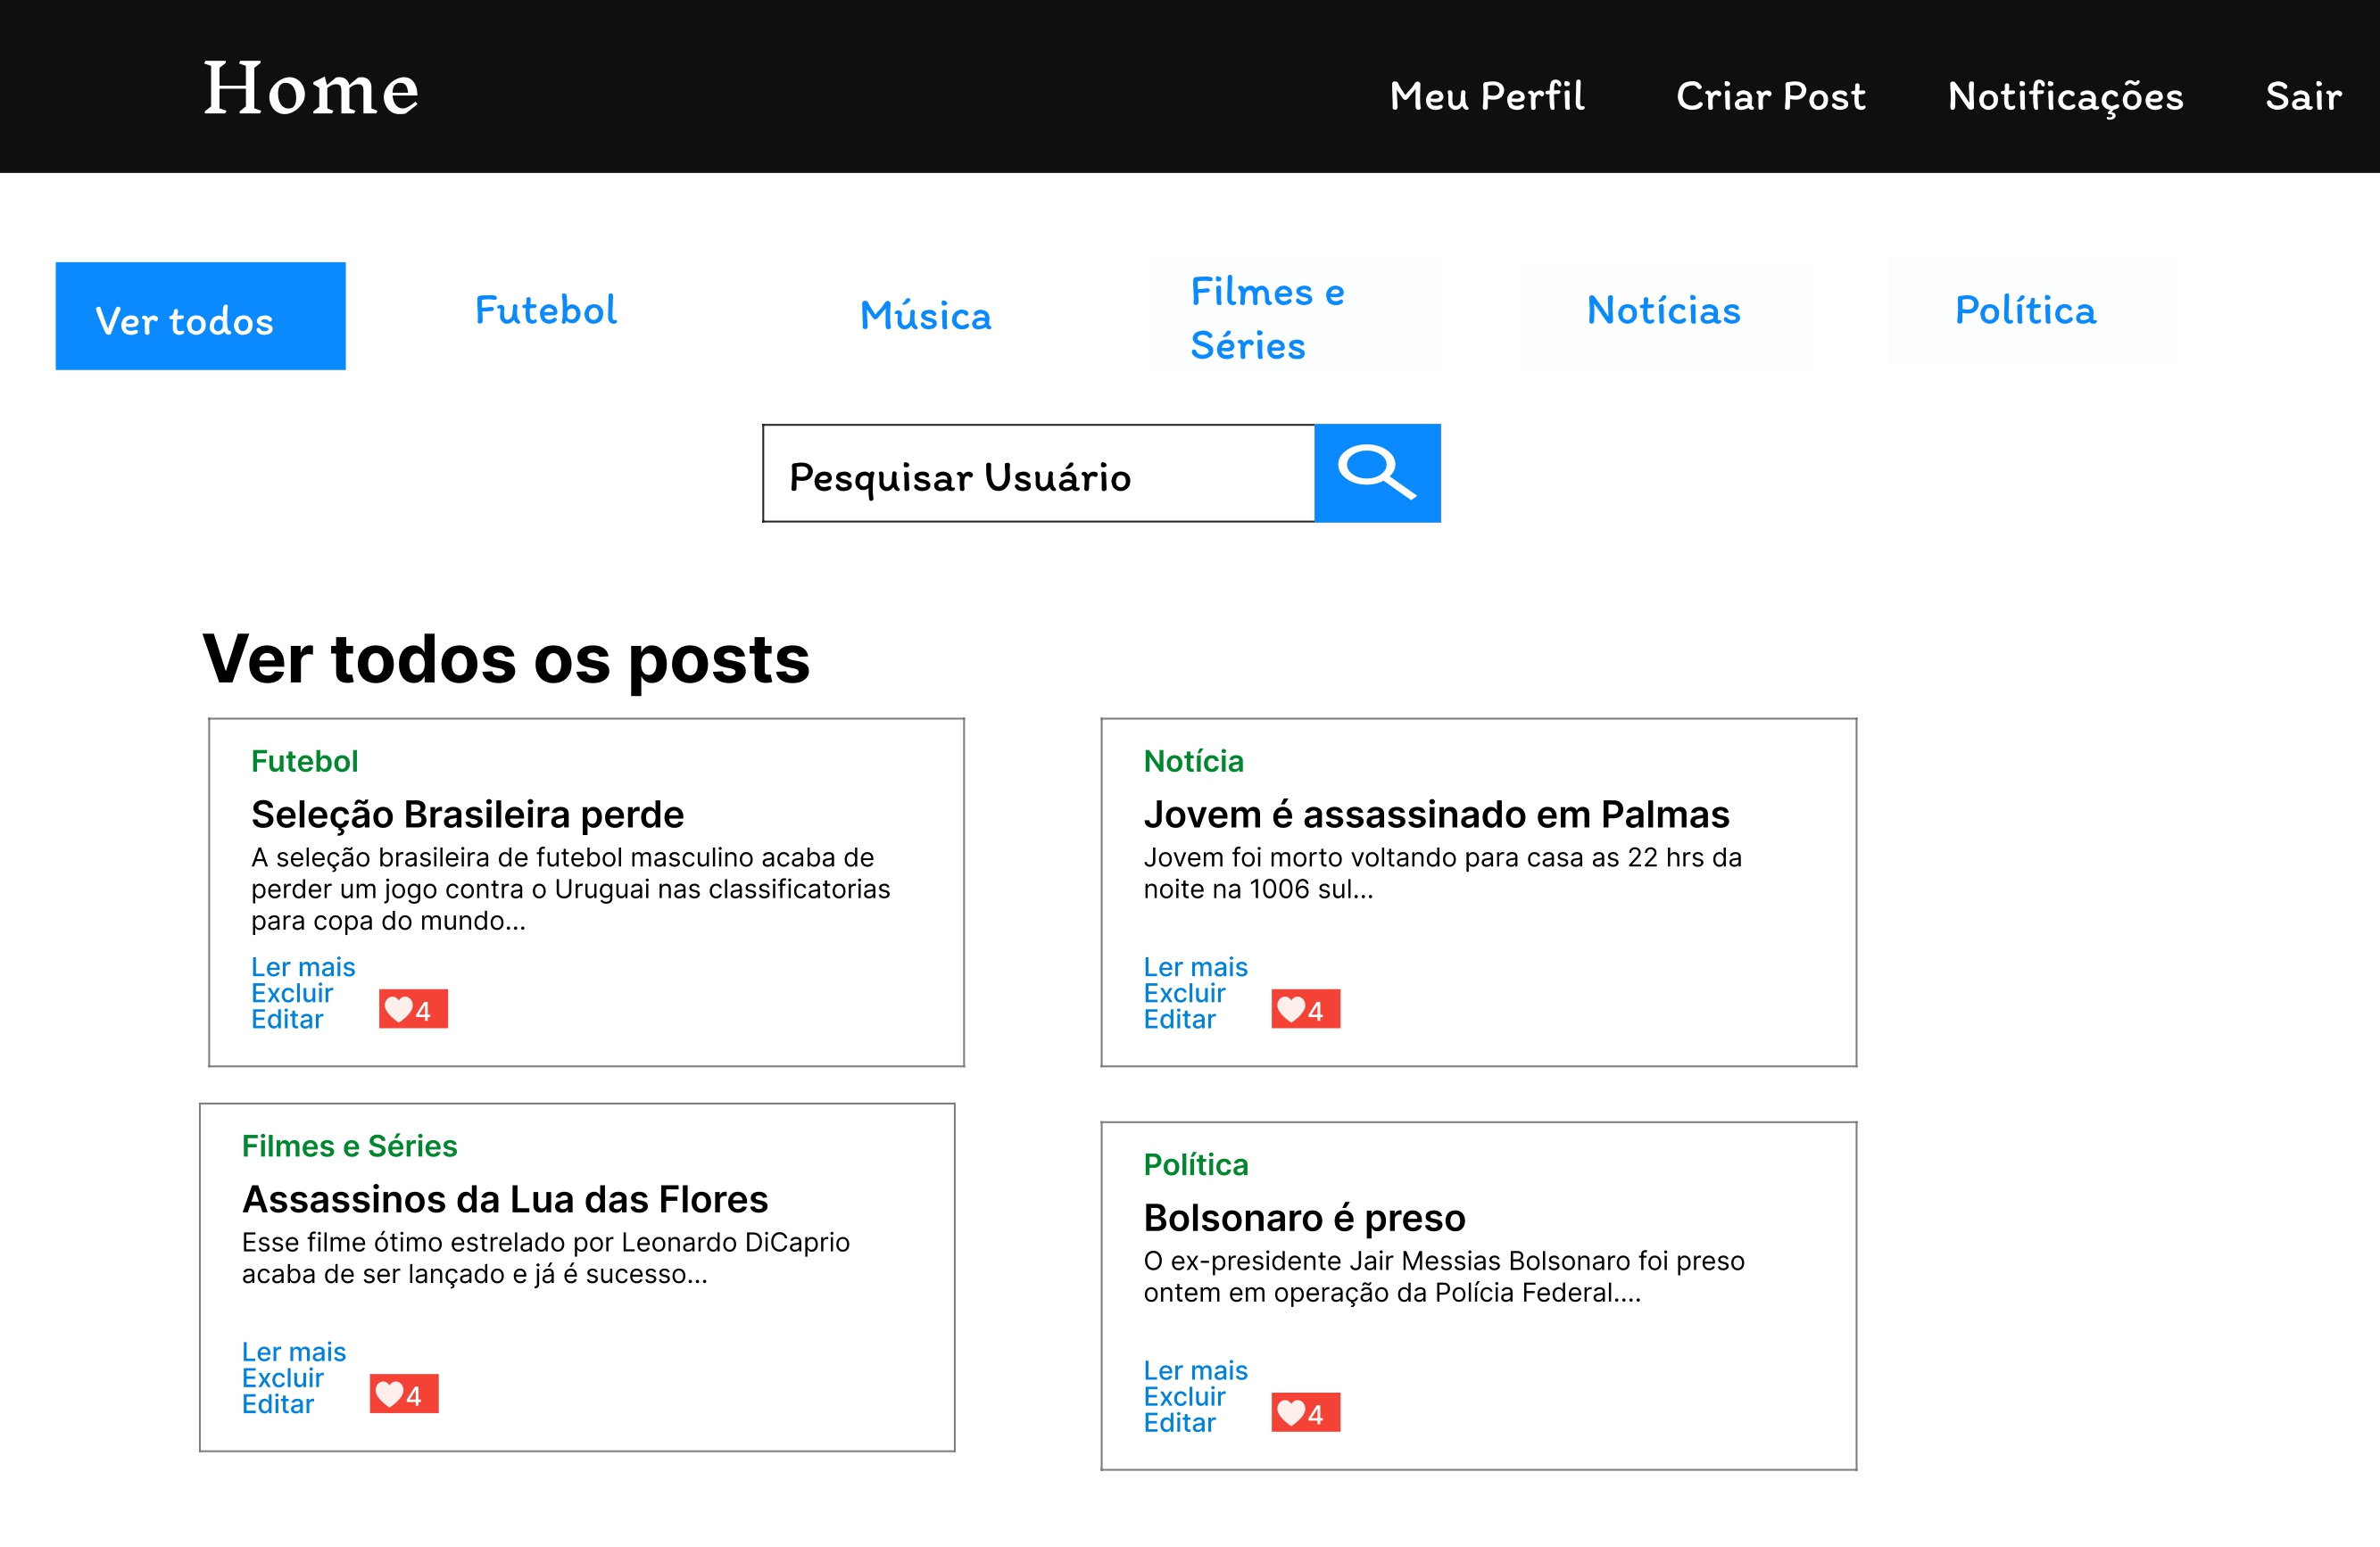 Home
Meu Perfil
Criar Post
Notificações
Sair
Ver todos
Futebol
Música
Filmes e
Séries
Notícias
Política
Pesquisar Usuário
Ver todos os posts
Futebol
Seleção Brasileira perde
A seleção brasileira de futebol masculino acaba de
perder um jogo contra o Uruguai nas classificatorias
para copa do mundo...
Ler mais
Excluir
Editar
4
Notícia
Jovem é assassinado em Palmas
Jovem foi morto voltando para casa as 22 hrs da
noite na 1006 sul...
Ler mais
Excluir
Editar
4
Filmes e Séries
Assassinos da Lua das Flores
Esse filme ótimo estrelado por Leonardo DiCaprio
acaba de ser lançado e já é sucesso...
Ler mais
Excluir
Editar
4
Política
Bolsonaro é preso
O ex-presidente Jair Messias Bolsonaro foi preso
ontem em operação da Polícia Federal....
Ler mais
Excluir
Editar
4